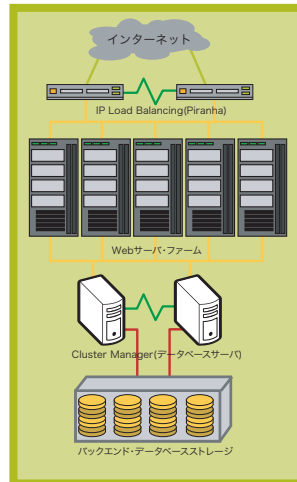 インターネット
IP Load Balancing(Piranha)
Webサーバ・ファーム
Cluster Manager(データベースサーバ)
バックエンド・データベースストレージ